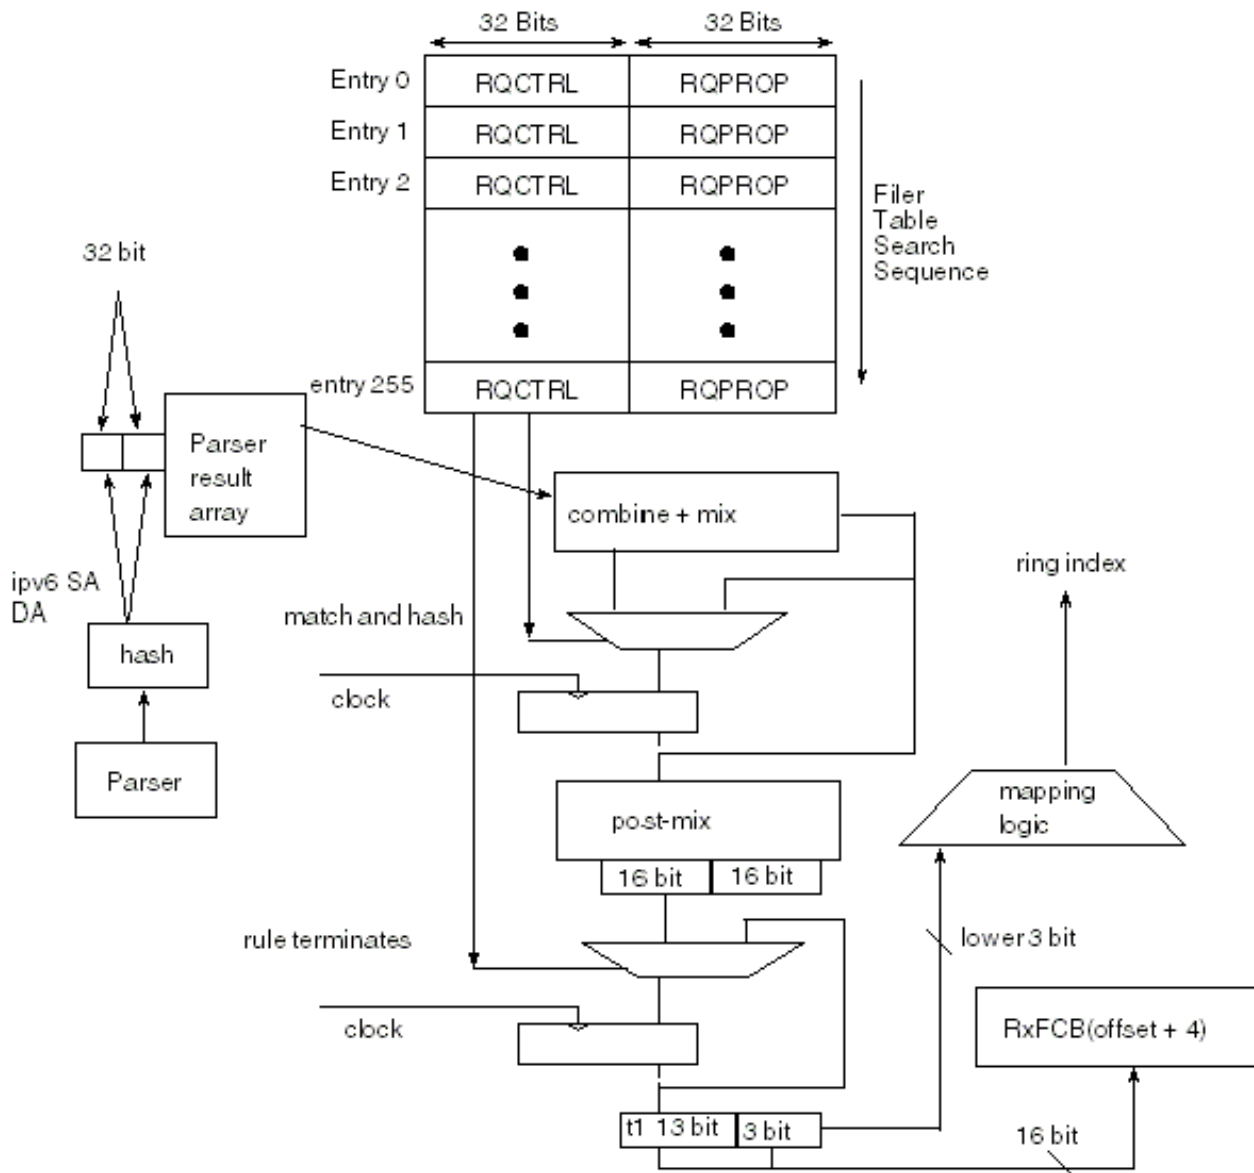 32 Bits
32 Bits
Entry 0
RQCTRL
RQPROP
Entry 1
RQCTRL
RQPROP
Entry 2
RQCTRL
RQPROP
Filer
Table
Search
Sequence
32 bit
entry 255
RQCTRL
RQPROP
Parser
result
array
combine + mix
ipv6 SA
DA
match and hash
ring index
hash
clock
Parser
mapping
logic
post-mix
16 bit
16 bit
rule terminates
lower 3 bit
clock
RxFCB(offset + 4)
t1 13 bit
3 bit
16 bit